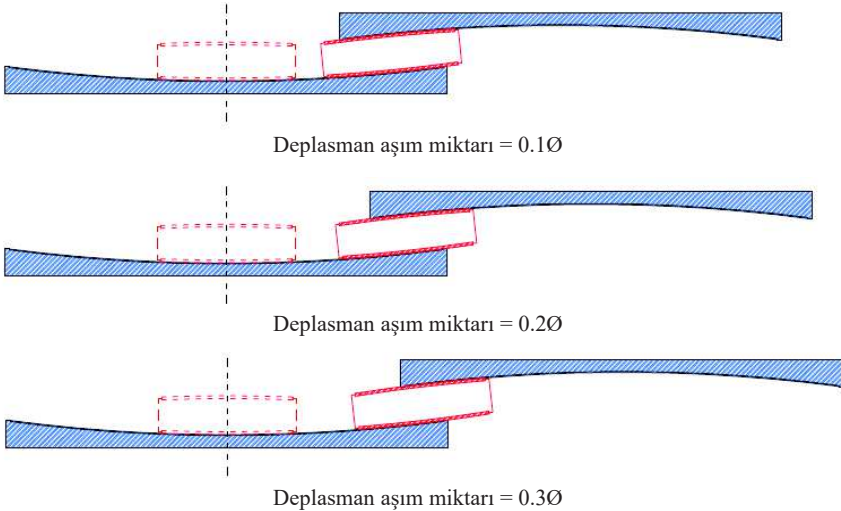 Deplasman aşım miktarı = 0.1Ø
Deplasman aşım miktarı = 0.2Ø
Deplasman aşım miktarı = 0.3Ø